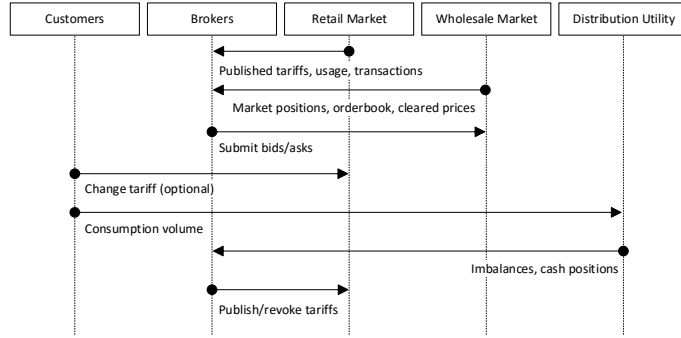 Customers
Brokers
Retail Market
Wholesale Market
Distribution Utility
Published tariffs, usage, transactions
Market positions, orderbook, cleared prices
Submit bids/asks
Change tariff (optional)
Consumption volume
Imbalances, cash positions
Publish/revoke tariffs